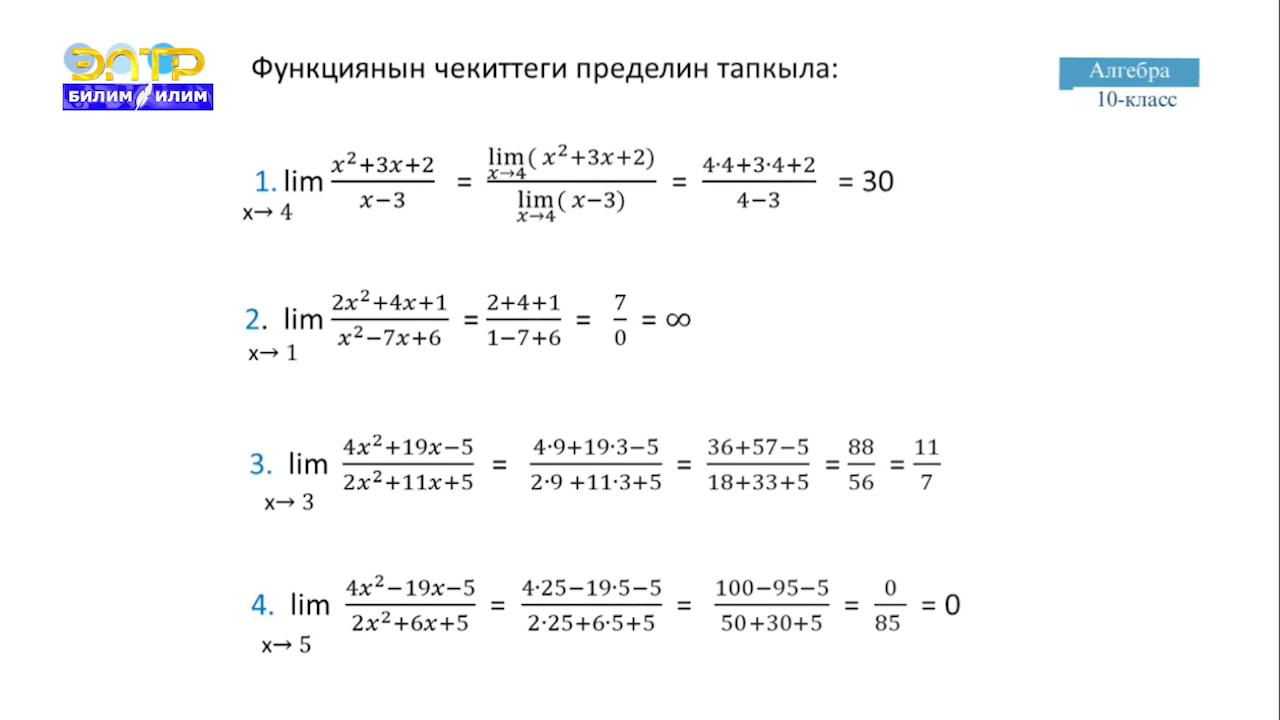 ЭЛТР
БИЛИМ ИЛИМ
Функциянын чекиттеги пределин тапкыла:
Алгебра
10-класс
1. lim x→ 4 (x²+3x+2)/(x−3) = lim x→4 ( x²+3x+2) / lim x→4 ( x−3) = (4·4+3·4+2)/(4−3) = 30
2. lim x→ 1 (2x²+4x+1)/(x²−7x+6) = (2+4+1)/(1−7+6) = 7/0 = ∞
3. lim x→ 3 (4x²+19x−5)/(2x²+11x+5) = (4·9+19·3−5)/(2·9 +11·3+5) = (36+57−5)/(18+33+5) = 88/56 = 11/7
4. lim x→ 5 (4x²−19x−5)/(2x²+6x+5) = (4·25−19·5−5)/(2·25+6·5+5) = (100−95−5)/(50+30+5) = 0/85 = 0